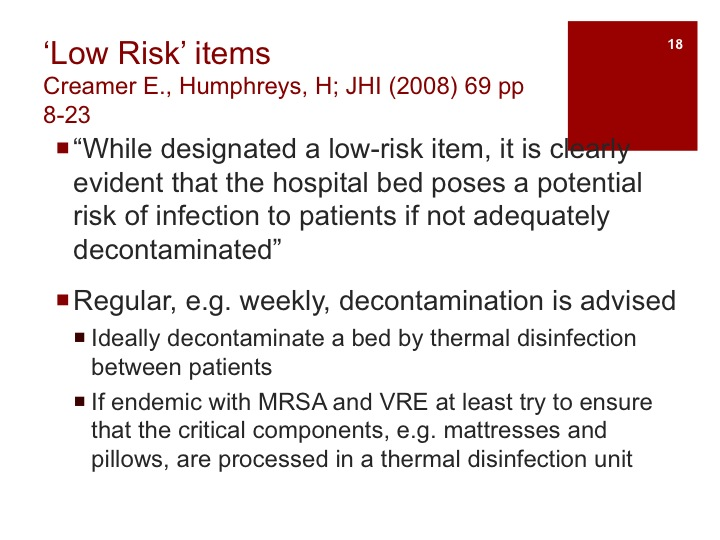 18
‘Low Risk’ items
Creamer E., Humphreys, H; JHI (2008) 69 pp
8-23
“While designated a low-risk item, it is clearly
evident that the hospital bed poses a potential
risk of infection to patients if not adequately
decontaminated”
Regular, e.g. weekly, decontamination is advised
Ideally decontaminate a bed by thermal disinfection
between patients
If endemic with MRSA and VRE at least try to ensure
that the critical components, e.g. mattresses and
pillows, are processed in a thermal disinfection unit